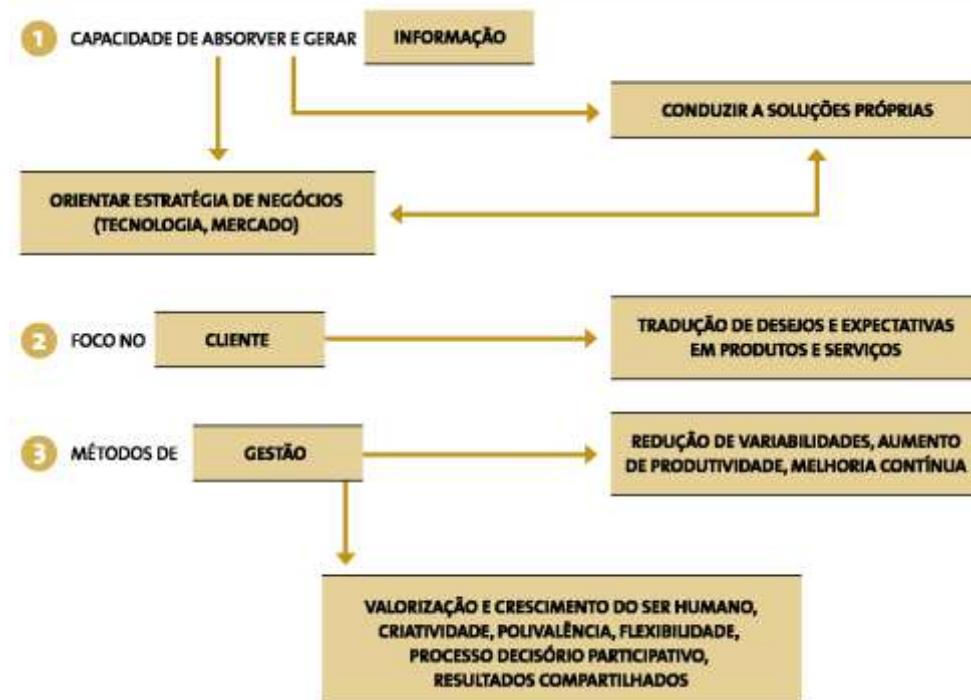 1 CAPACIDADE DE ABSORVER E GERAR INFORMAÇÃO
CONDUZIR A SOLUÇÕES PRÓPRIAS
ORIENTAR ESTRATÉGIA DE NEGÓCIOS
(TECNOLOGIA, MERCADO)
2 FOCO NO CLIENTE
TRADUÇÃO DE DESEJOS E EXPECTATIVAS
EM PRODUTOS E SERVIÇOS
3 MÉTODOS DE GESTÃO
REDUÇÃO DE VARIABILIDADES, AUMENTO
DE PRODUTIVIDADE, MELHORIA CONTÍNUA
VALORIZAÇÃO E CRESCIMENTO DO SER HUMANO,
CRIATIVIDADE, POLIVALÊNCIA, FLEXIBILIDADE,
PROCESSO DECISÓRIO PARTICIPATIVO,
RESULTADOS COMPARTILHADOS